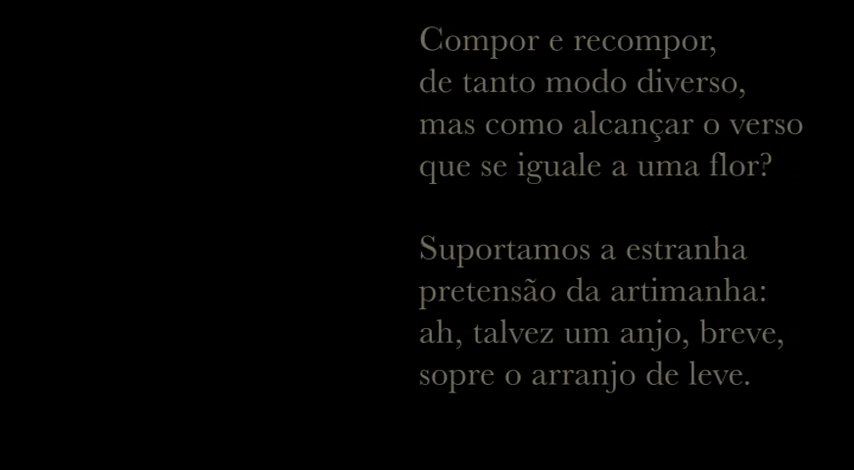 Compor e recompor,
de tanto modo diverso,
mas como alcançar o verso
que se iguale a uma flor?
Suportamos a estranha
pretensão da artimanha:
ah, talvez um anjo, breve,
sopre o arranjo de leve.